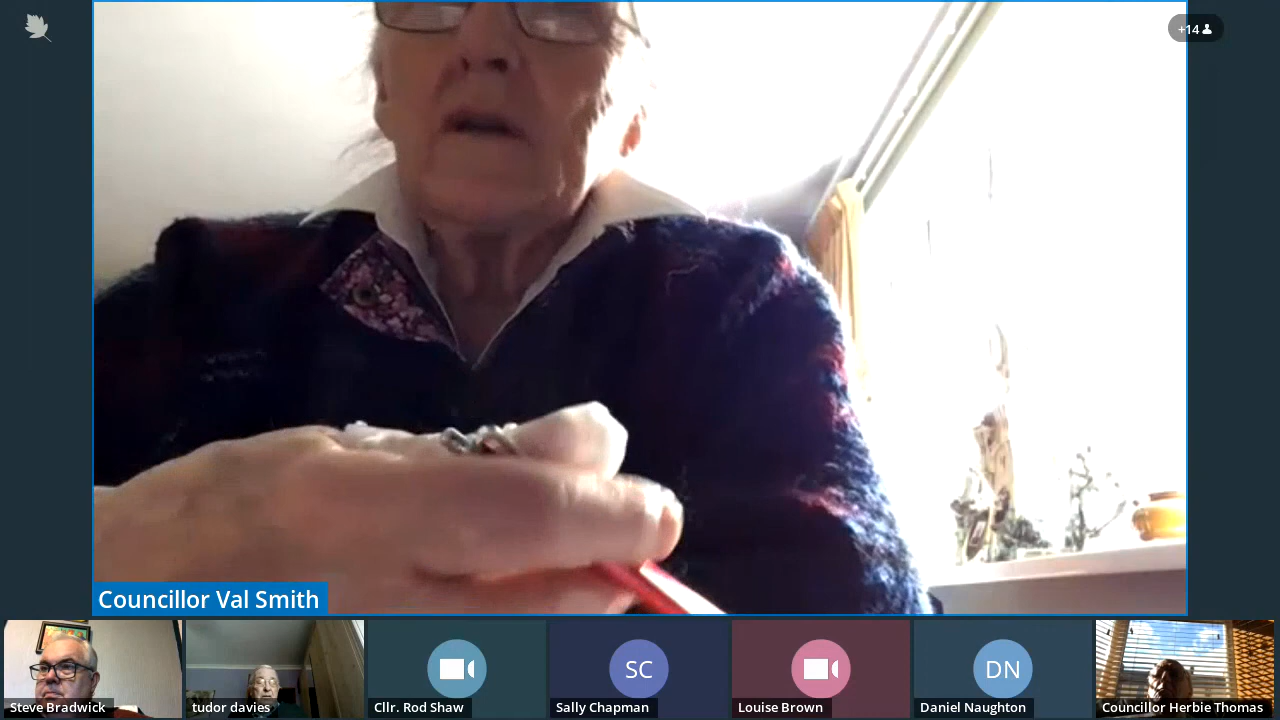 +14
Councillor Val Smith
SC
DN
Steve Bradwick
tudor davies
Cllr. Rod Shaw
Sally Chapman
Louise Brown
Daniel Naughton
Councillor Herbie Thomas